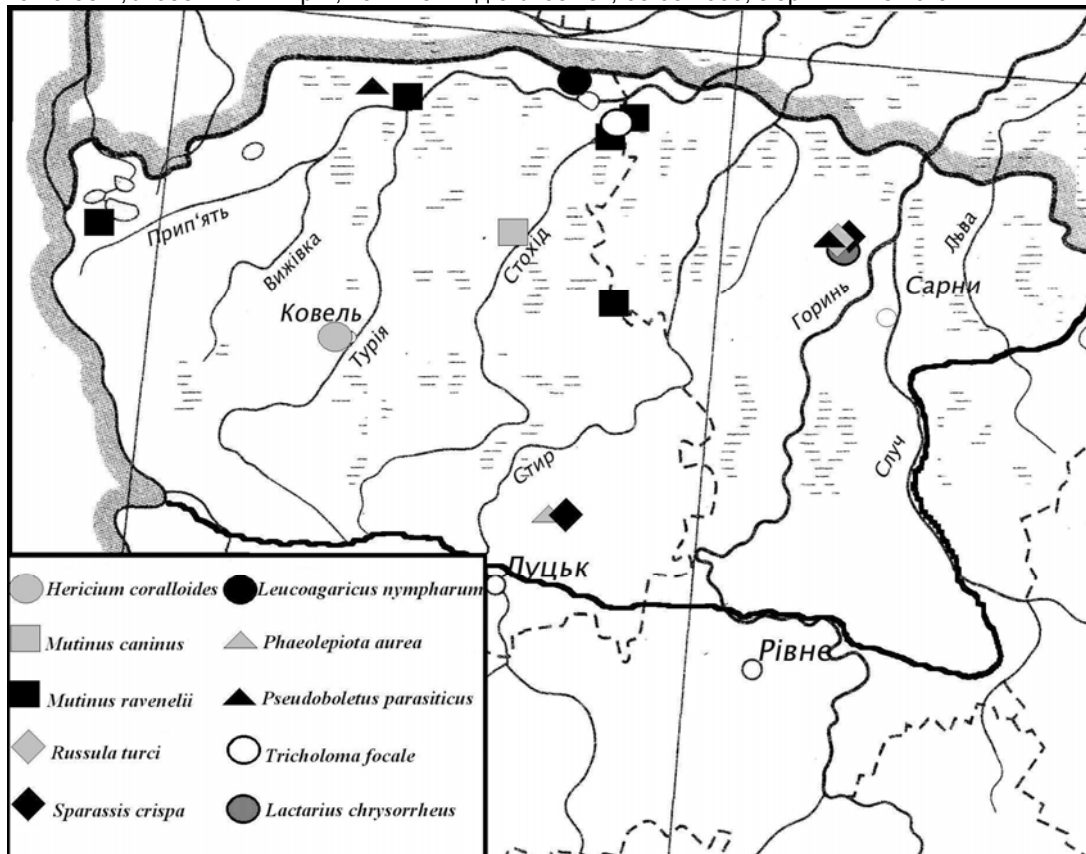 Прип'ять
Вижівка
Ковель
Турія
Стохід
Стир
Луцьк
Горинь
Сарни
Львa
Случ
Рівне
Hericium coralloides
Leucoagaricus nympharum
Mutinus caninus
Phaeolepiota aurea
Mutinus ravenelii
Pseudoboletus parasiticus
Russula turci
Tricholoma focale
Sparassis crispa
Lactarius chrysorrheus